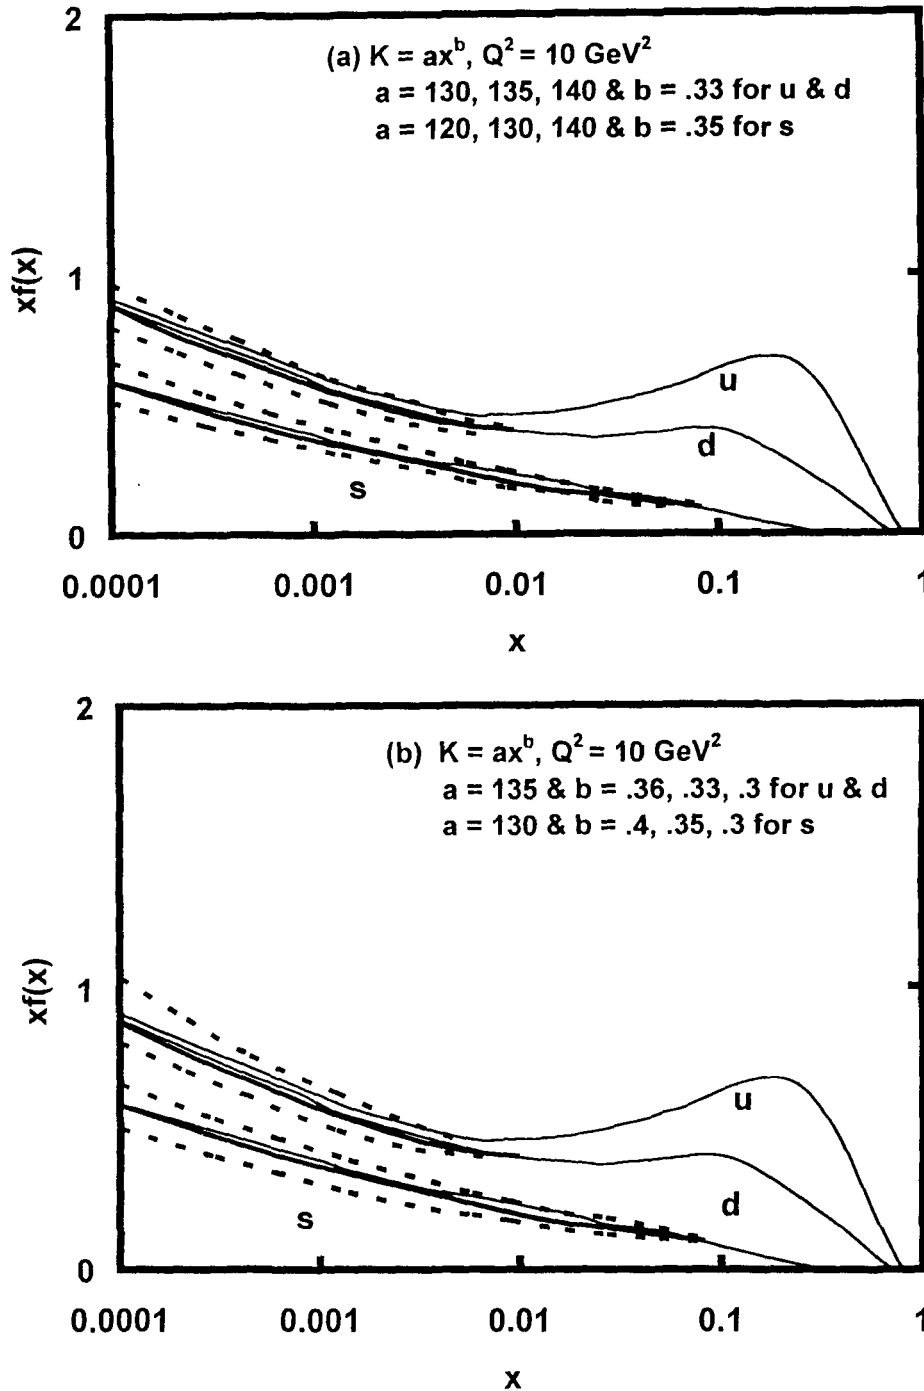 2
(a) K = ax^b, Q^2 = 10 GeV^2
a = 130, 135, 140 & b = .33 for u & d
a = 120, 130, 140 & b = .35 for s
xf(x)
1
u
d
s
0
0.0001 0.001 0.01 0.1 1
x
2
(b) K = ax^b, Q^2 = 10 GeV^2
a = 135 & b = .36, .33, .3 for u & d
a = 130 & b = .4, .35, .3 for s
xf(x)
1
u
d
s
0
0.0001 0.001 0.01 0.1 1
x